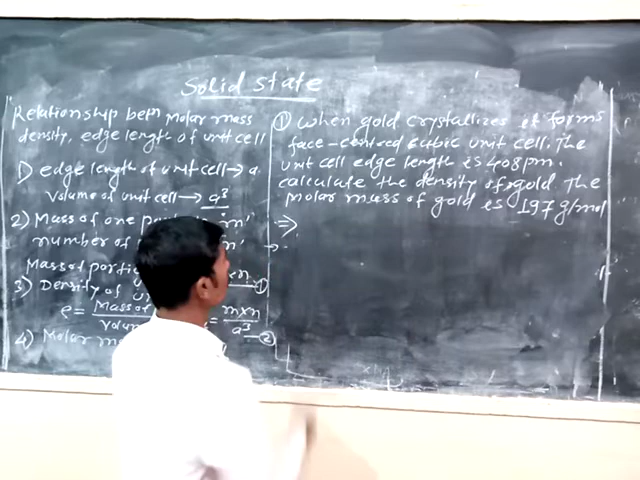 Solid state
Relationship betn Molar mass
density, edge length of unit cell
1) edge length of unit cell → a
Volume of unit cell → a³
2) Mass of one
number of
Mass of
3) Density of
ρ = Mass of = m×n
Volum a³ — ②
4) Molar
① When gold crystallizes it forms
face-centred cubic unit cell. The
unit cell edge length is 408pm.
calculate the density of gold. The
Molar mass of gold is 197 g/mol
⇒